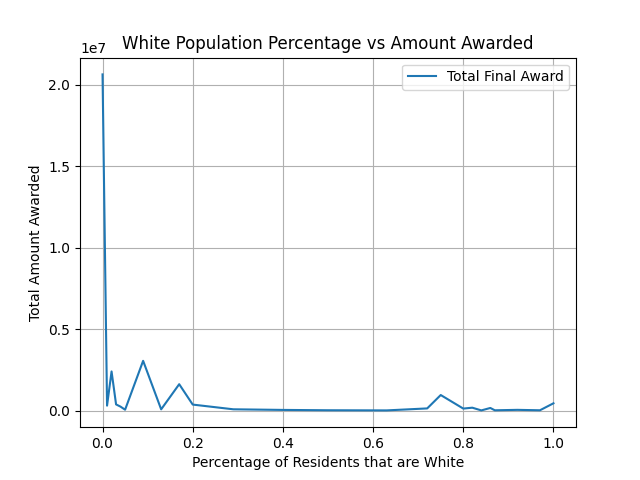 White Population Percentage vs Amount Awarded
1e7
Total Final Award
2.0
1.5
1.0
0.5
0.0
Total Amount Awarded
0.0 0.2 0.4 0.6 0.8 1.0
Percentage of Residents that are White